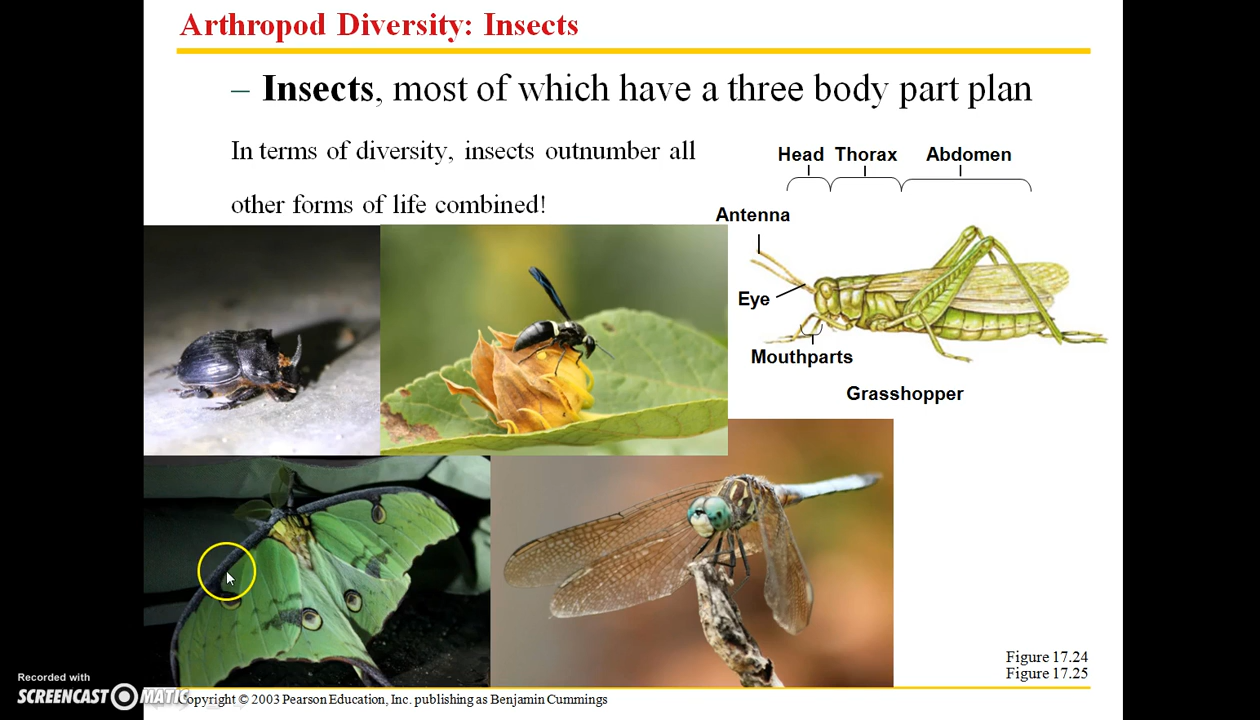 Arthropod Diversity: Insects
– Insects, most of which have a three body part plan
In terms of diversity, insects outnumber all
other forms of life combined!
Head Thorax Abdomen
Antenna
Eye
Mouthparts
Grasshopper
Figure 17.24
Figure 17.25
Recorded with
SCREENCAST MATIC
Copyright © 2003 Pearson Education, Inc. publishing as Benjamin Cummings